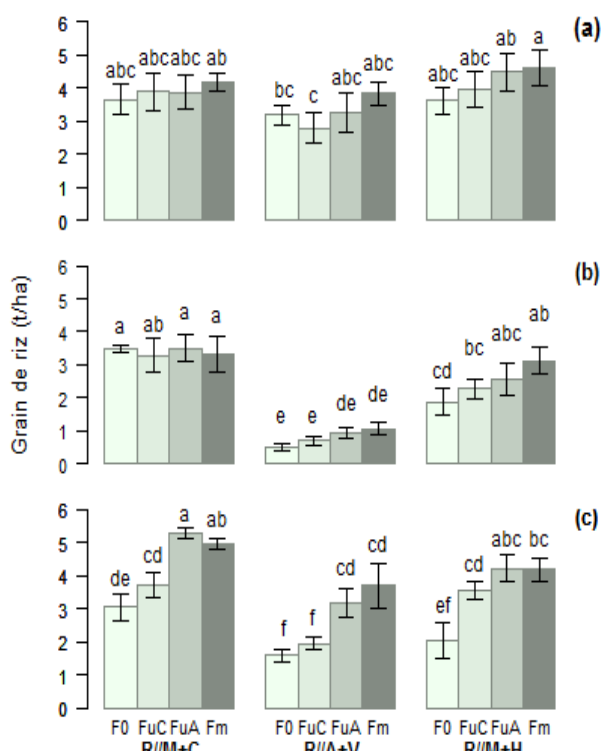 (a)
6
5
4
3
2
1
0
abc abc abc ab
bc c abc abc
abc abc ab a
Grain de riz (t/ha)
(b)
6
5
4
3
2
1
0
a ab a a
e e de de
cd bc abc ab
(c)
6
5
4
3
2
1
0
de cd a ab
f f cd cd
ef cd abc bc
F0 FuC FuA Fm F0 FuC FuA Fm F0 FuC FuA Fm
R//M+C R//A+V R//M+H